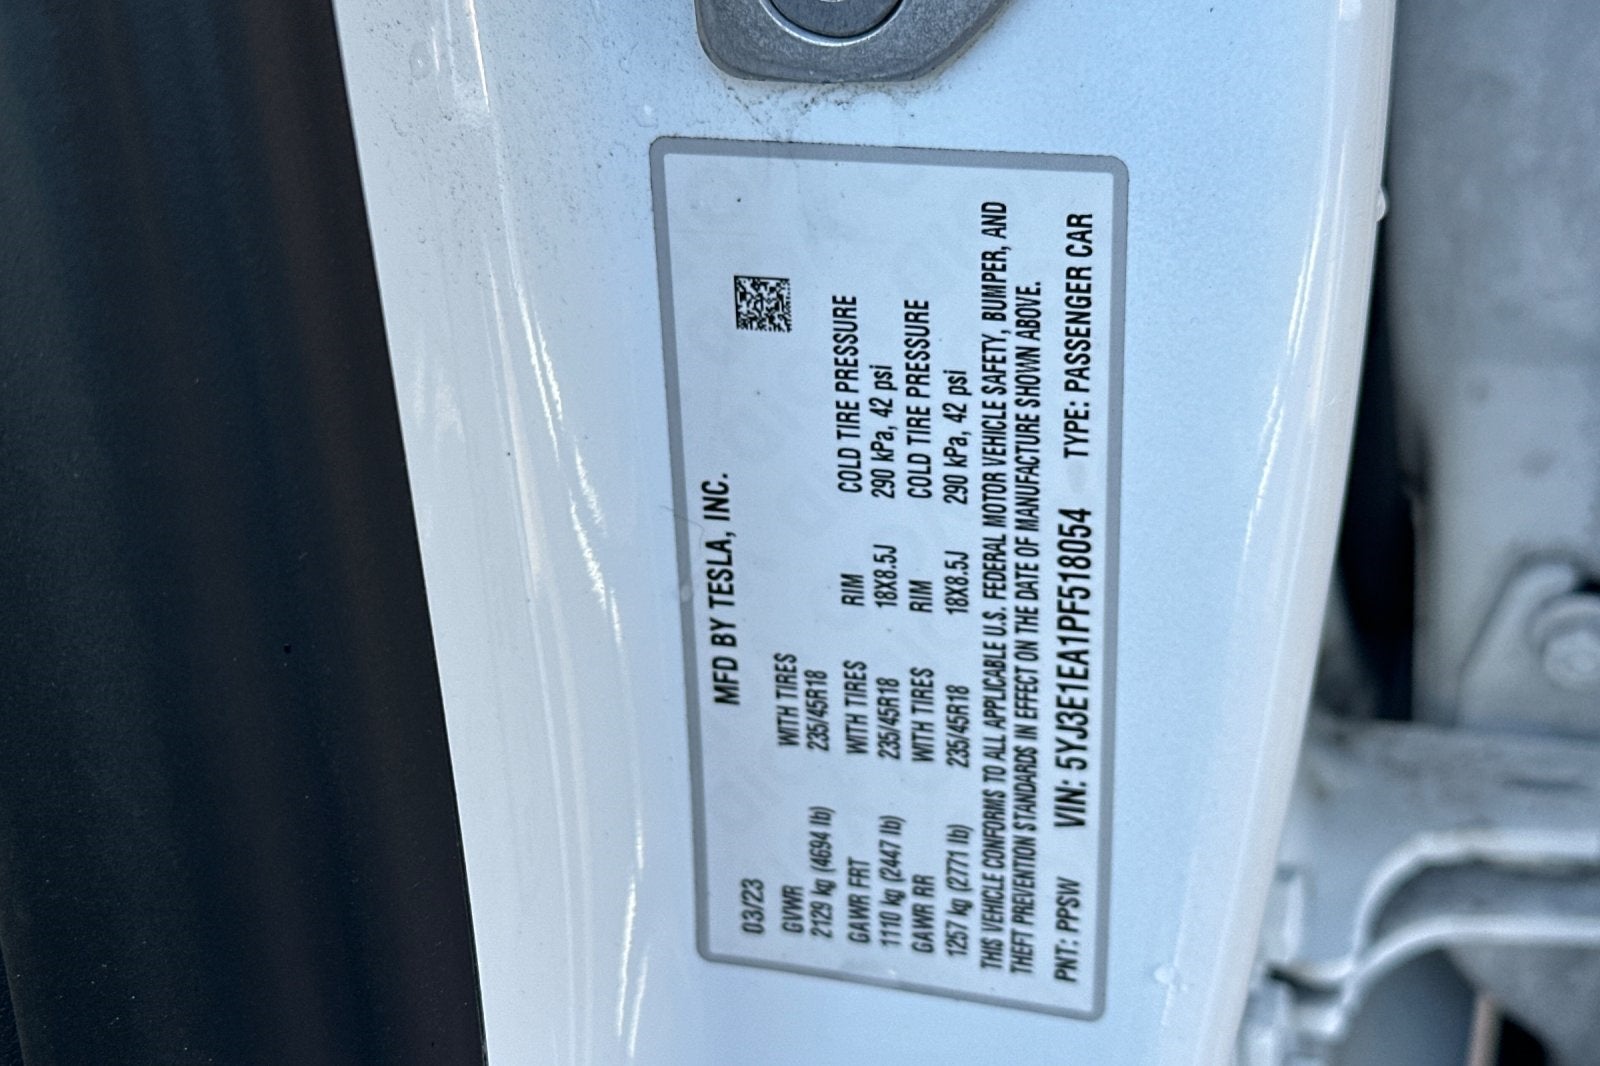 MFD BY TESLA, INC.
03/23
GVWR WITH TIRES
2129 kg (4694 lb) 235/45R18
GAWR FRT WITH TIRES RIM COLD TIRE PRESSURE
1110 kg (2447 lb) 235/45R18 18X8.5J 290 kPa, 42 psi
GAWR RR WITH TIRES RIM COLD TIRE PRESSURE
1257 kg (2771 lb) 235/45R18 18X8.5J 290 kPa, 42 psi
THIS VEHICLE CONFORMS TO ALL APPLICABLE U.S. FEDERAL MOTOR VEHICLE SAFETY, BUMPER, AND
THEFT PREVENTION STANDARDS IN EFFECT ON THE DATE OF MANUFACTURE SHOWN ABOVE.
PNT: PPSW VIN: 5YJ3E1EA1PF518054 TYPE: PASSENGER CAR